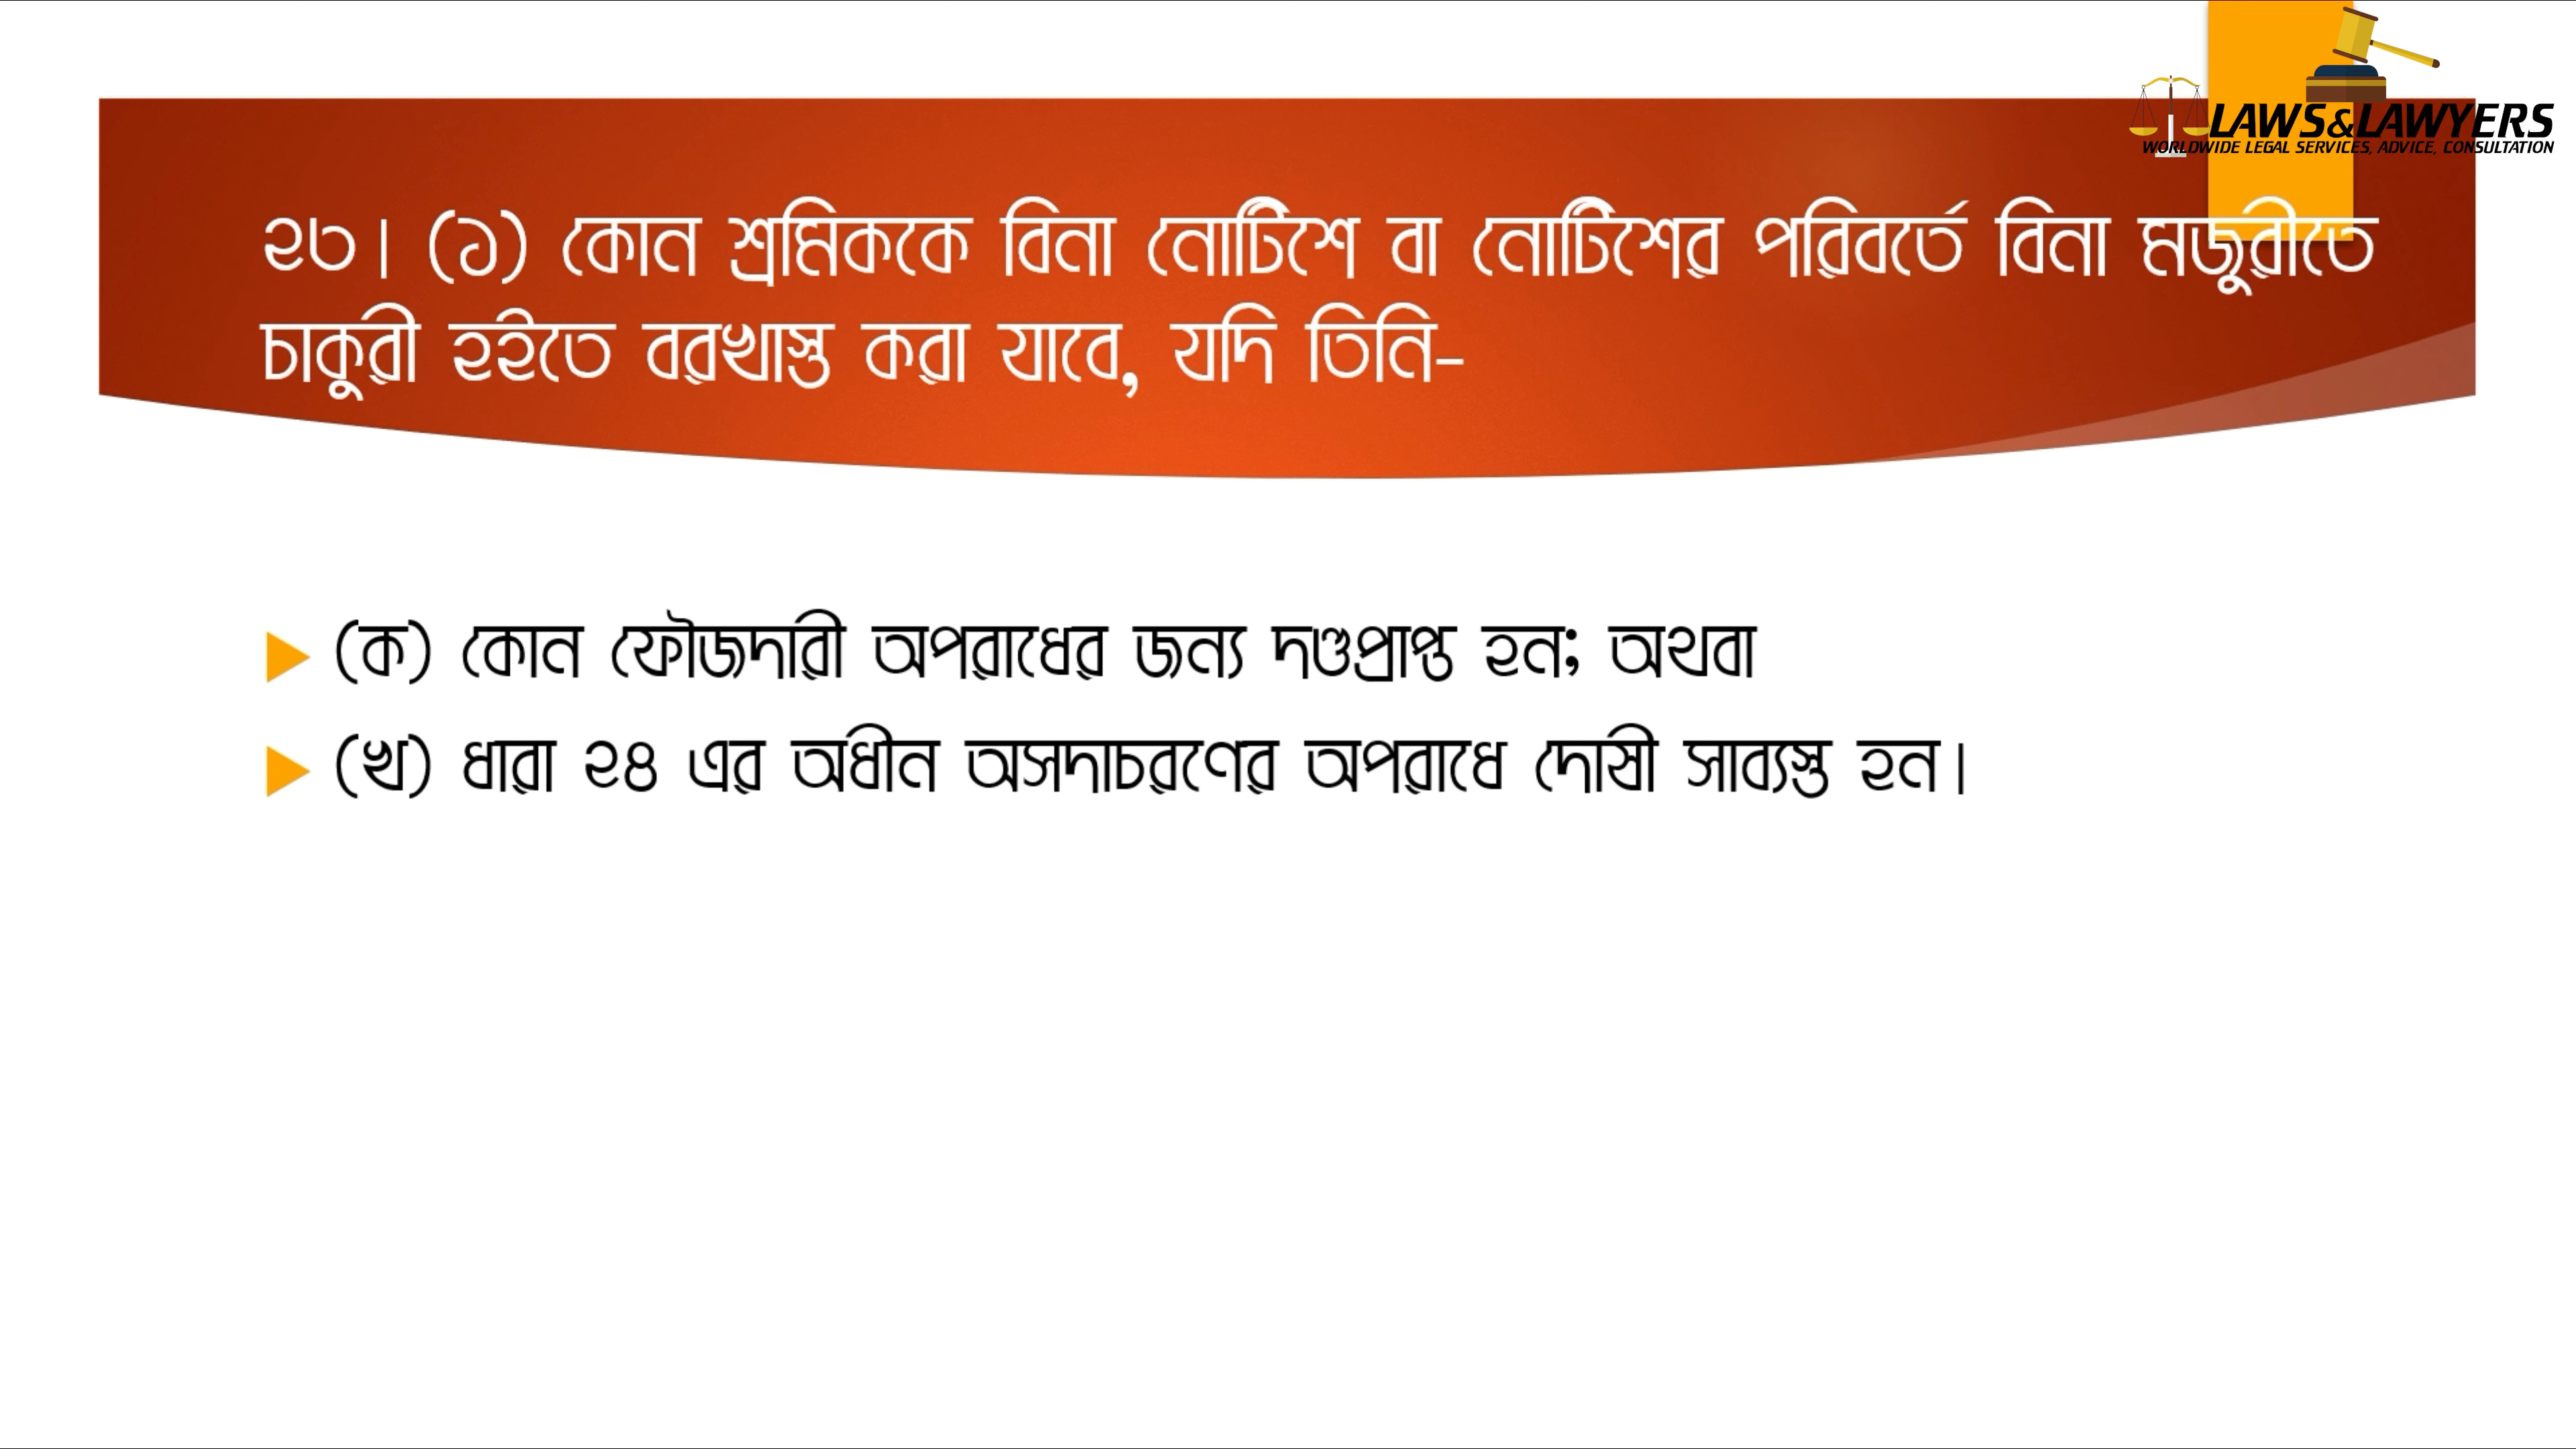 LAWS&LAWYERS
WORLDWIDE LEGAL SERVICES, ADVICE, CONSULTATION
২৩। (১) কোন শ্রমিককে বিনা নোটিশে বা নোটিশের পরিবর্তে বিনা মজুরীতে
চাকুরী হইতে বরখাস্ত করা যাবে, যদি তিনি-
(ক) কোন ফৌজদারী অপরাধের জন্য দণ্ডপ্রাপ্ত হন; অথবা
(খ) ধারা ২৪ এর অধীন অসদাচরণের অপরাধে দোষী সাব্যস্ত হন।